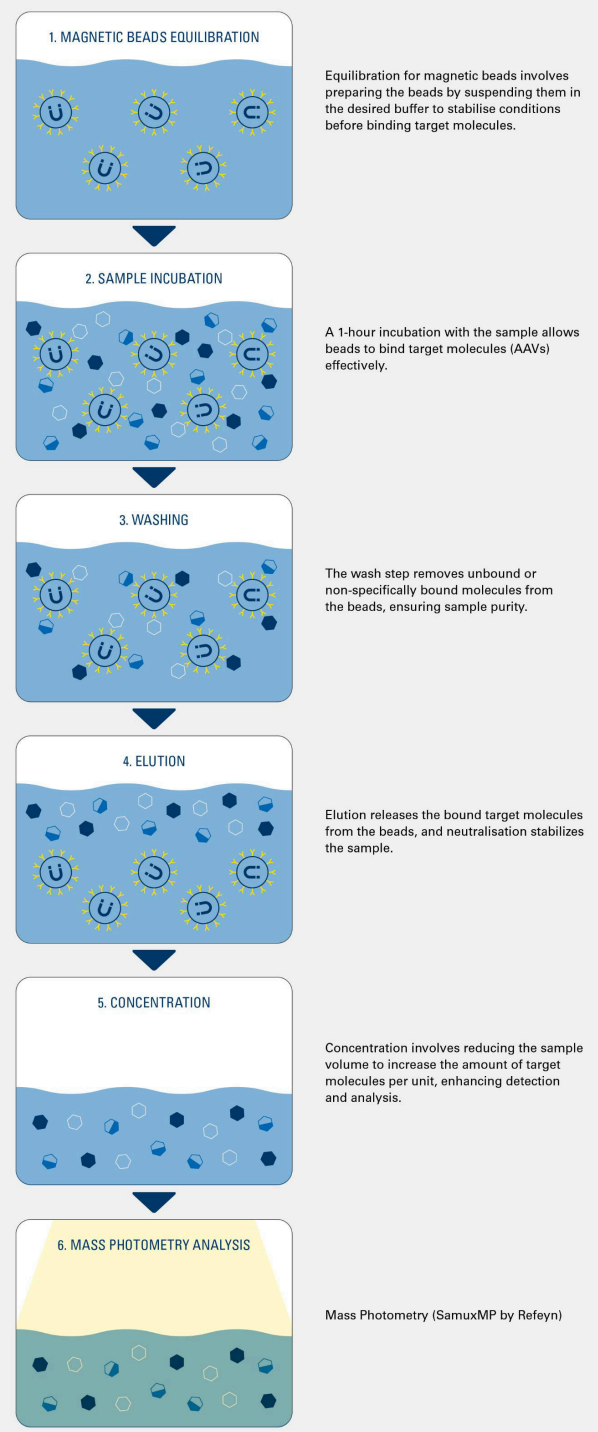 1. MAGNETIC BEADS EQUILIBRATION
Equilibration for magnetic beads involves
preparing the beads by suspending them in
the desired buffer to stabilise conditions
before binding target molecules.
2. SAMPLE INCUBATION
A 1-hour incubation with the sample allows
beads to bind target molecules (AAVs)
effectively.
3. WASHING
The wash step removes unbound or
non-specifically bound molecules from
the beads, ensuring sample purity.
4. ELUTION
Elution releases the bound target molecules
from the beads, and neutralisation stabilizes
the sample.
5. CONCENTRATION
Concentration involves reducing the sample
volume to increase the amount of target
molecules per unit, enhancing detection
and analysis.
6. MASS PHOTOMETRY ANALYSIS
Mass Photometry (SamuxMP by Refeyn)